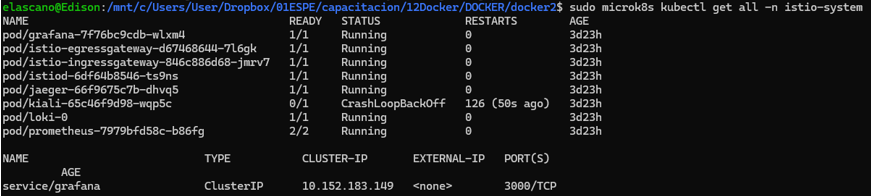 elascano@Edison:/mnt/c/Users/User/Dropbox/01ESPE/capacitacion/12Docker/DOCKER/docker2$ sudo microk8s kubectl get all -n istio-system
NAME READY STATUS RESTARTS AGE
pod/grafana-7f76bc9cdb-wlxm4 1/1 Running 0 3d23h
pod/istio-egressgateway-d67468644-7l6gk 1/1 Running 0 3d23h
pod/istio-ingressgateway-846c886d68-jmrv7 1/1 Running 0 3d23h
pod/istiod-6df64b8546-ts9ns 1/1 Running 0 3d23h
pod/jaeger-66f9675c7b-dhvq5 1/1 Running 0 3d23h
pod/kiali-65c46f9d98-wqp5c 0/1 CrashLoopBackOff 126 (50s ago) 3d23h
pod/loki-0 1/1 Running 0 3d23h
pod/prometheus-7979bfd58c-b86fg 2/2 Running 0 3d23h
NAME TYPE CLUSTER-IP EXTERNAL-IP PORT(S)
AGE
service/grafana ClusterIP 10.152.183.149 <none> 3000/TCP